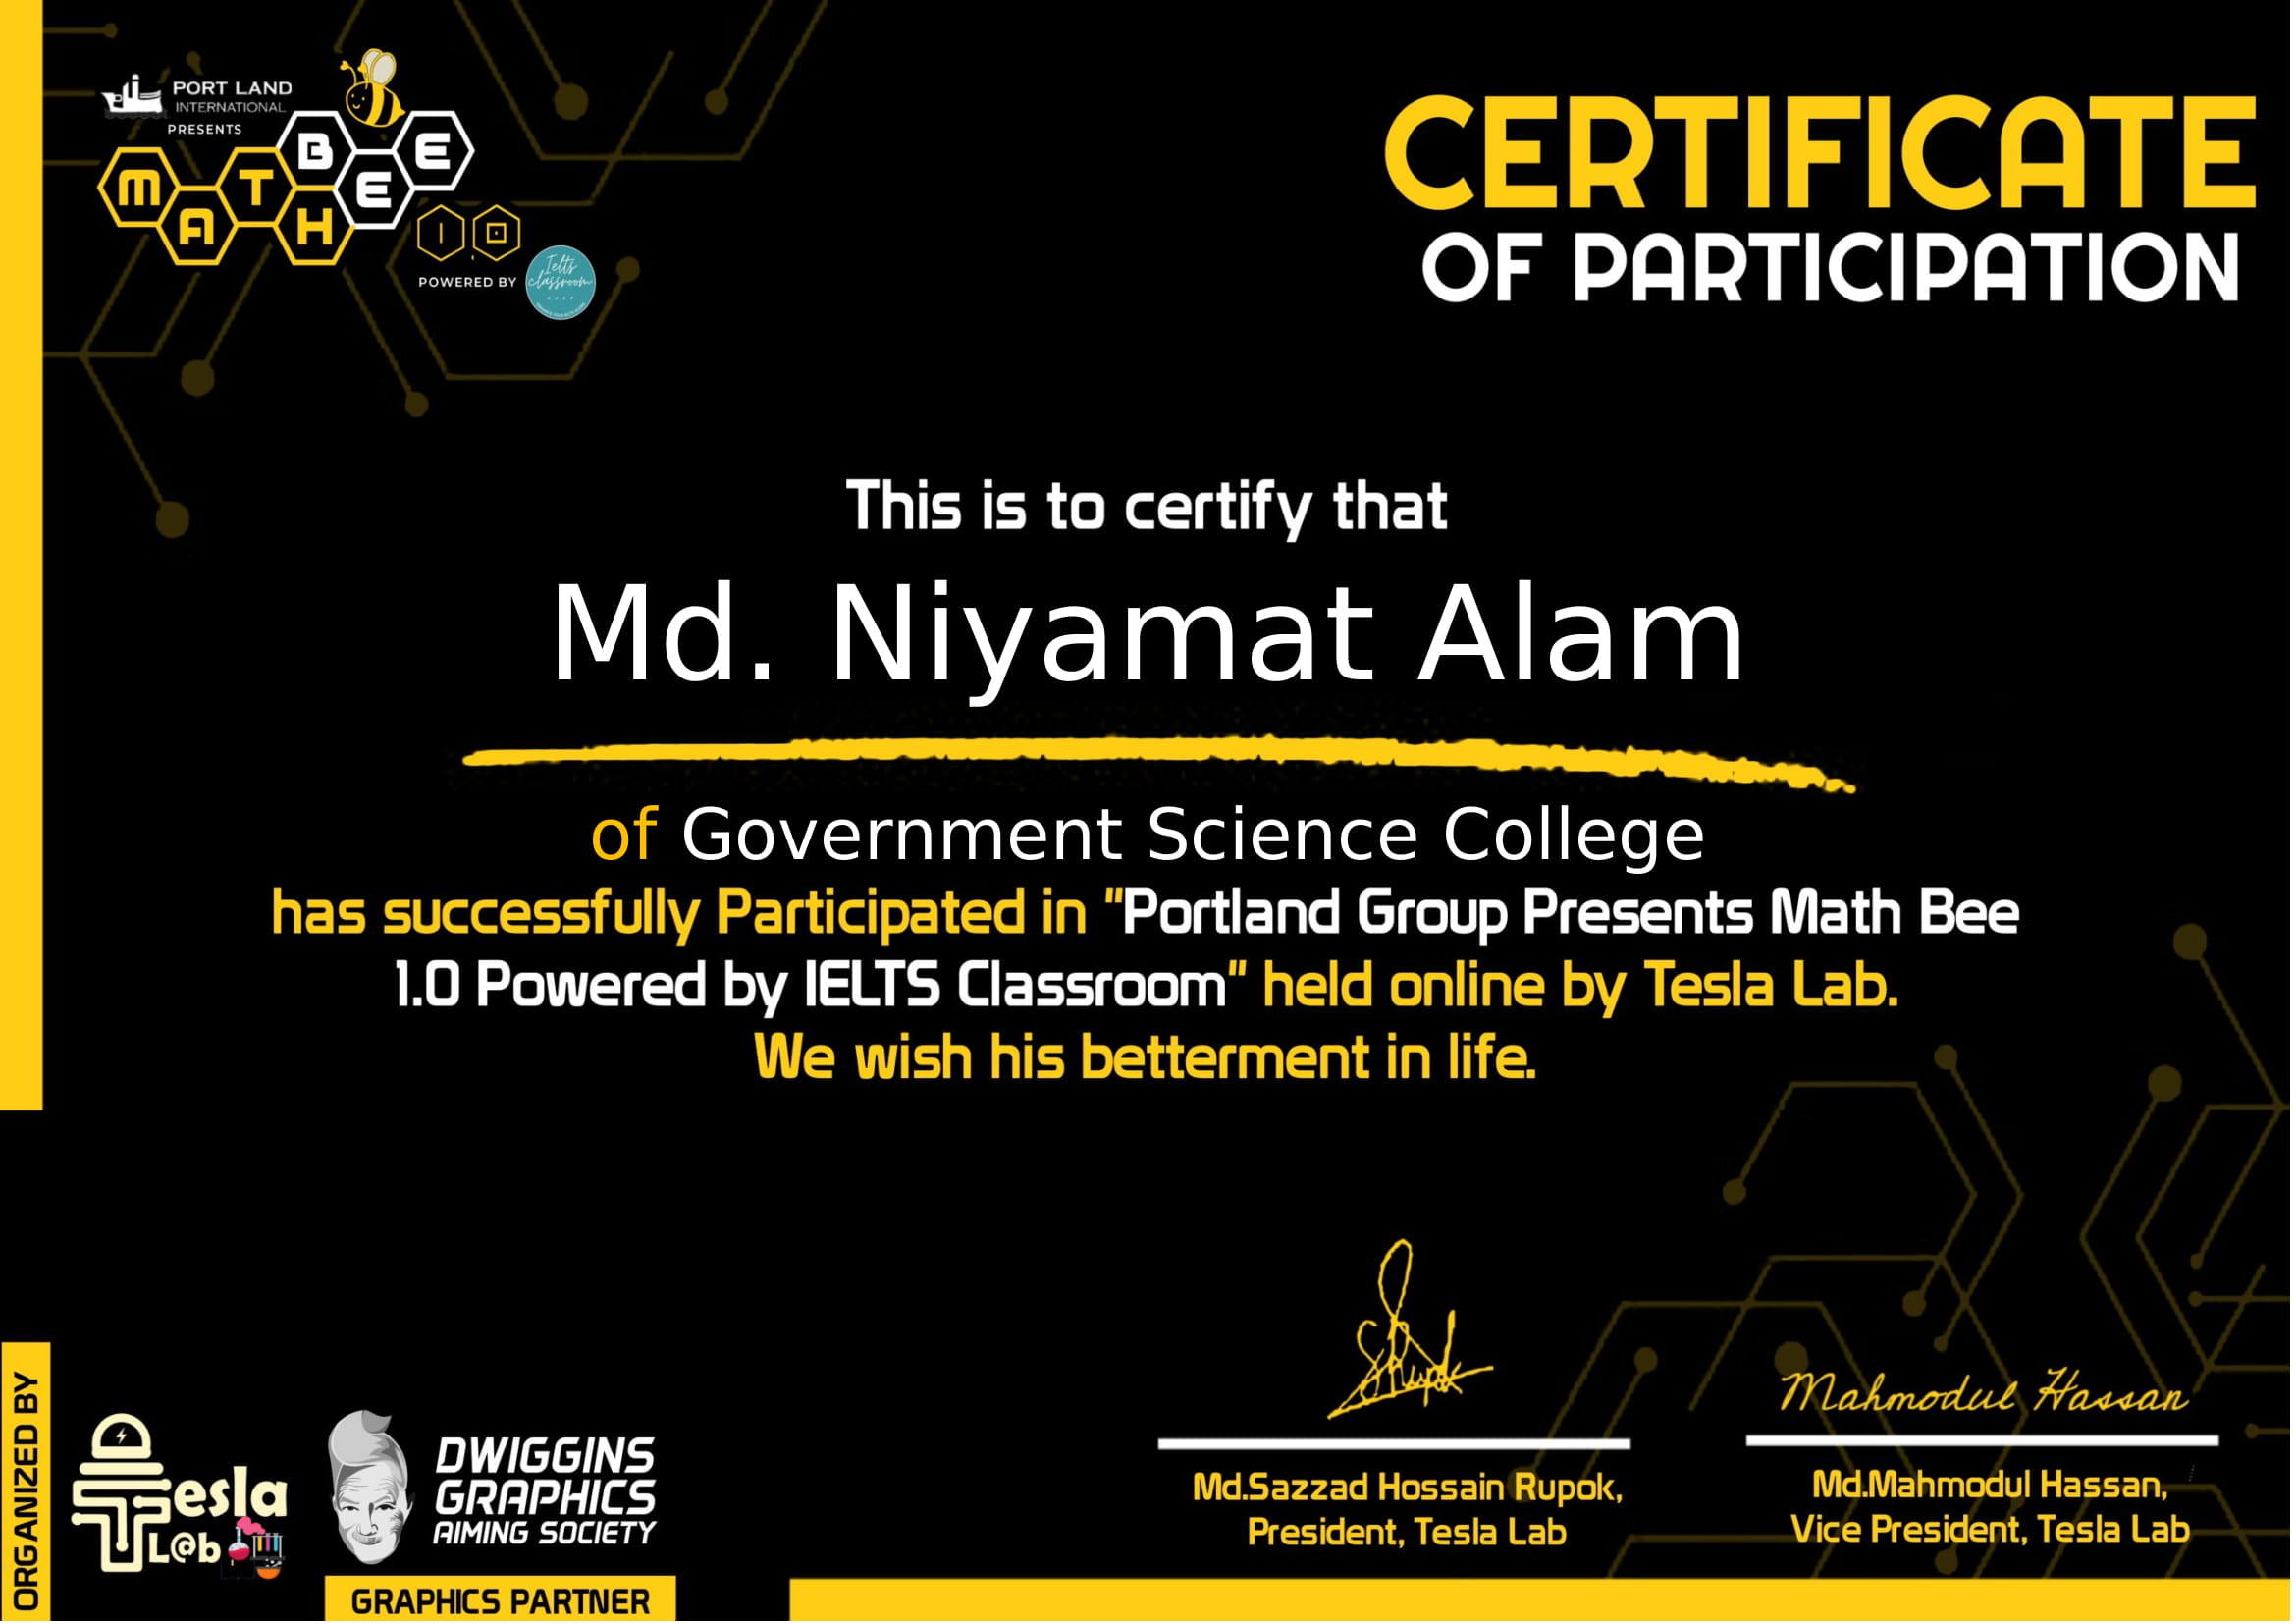 PORT LAND
INTERNATIONAL
PRESENTS
MATH BEE
1.0
POWERED BY
Ielts
classroom
CERTIFICATE
OF PARTICIPATION
This is to certify that
Md. Niyamat Alam
of Government Science College
has successfully Participated in "Portland Group Presents Math Bee
1.0 Powered by IELTS Classroom" held online by Tesla Lab.
We wish his betterment in life.
ORGANIZED BY
Tesla
L@b
DWIGGINS
GRAPHICS
AIMING SOCIETY
GRAPHICS PARTNER
SRupok
Md.Sazzad Hossain Rupok,
President, Tesla Lab
Mahmodul Hassan
Md.Mahmodul Hassan,
Vice President, Tesla Lab